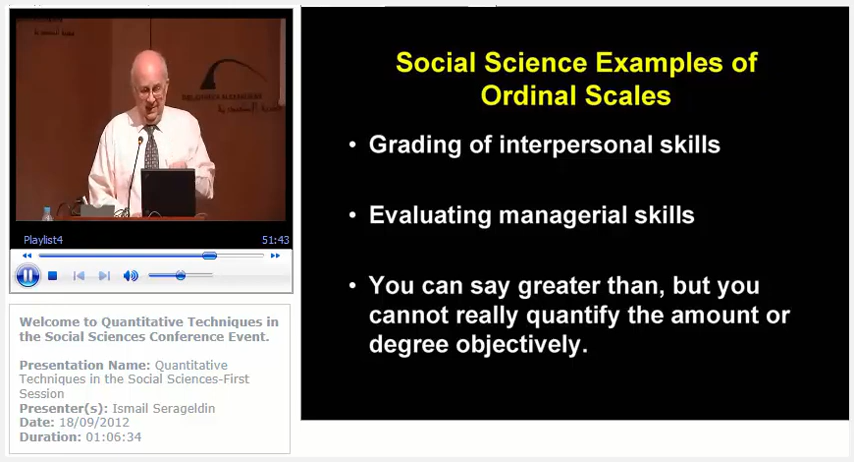 Social Science Examples of
Ordinal Scales
• Grading of interpersonal skills
• Evaluating managerial skills
• You can say greater than, but you
cannot really quantify the amount or
degree objectively.
Playlist4
51:43
Welcome to Quantitative Techniques in
the Social Sciences Conference Event.
Presentation Name: Quantitative
Techniques in the Social Sciences-First
Session
Presenter(s): Ismail Serageldin
Date: 18/09/2012
Duration: 01:06:34